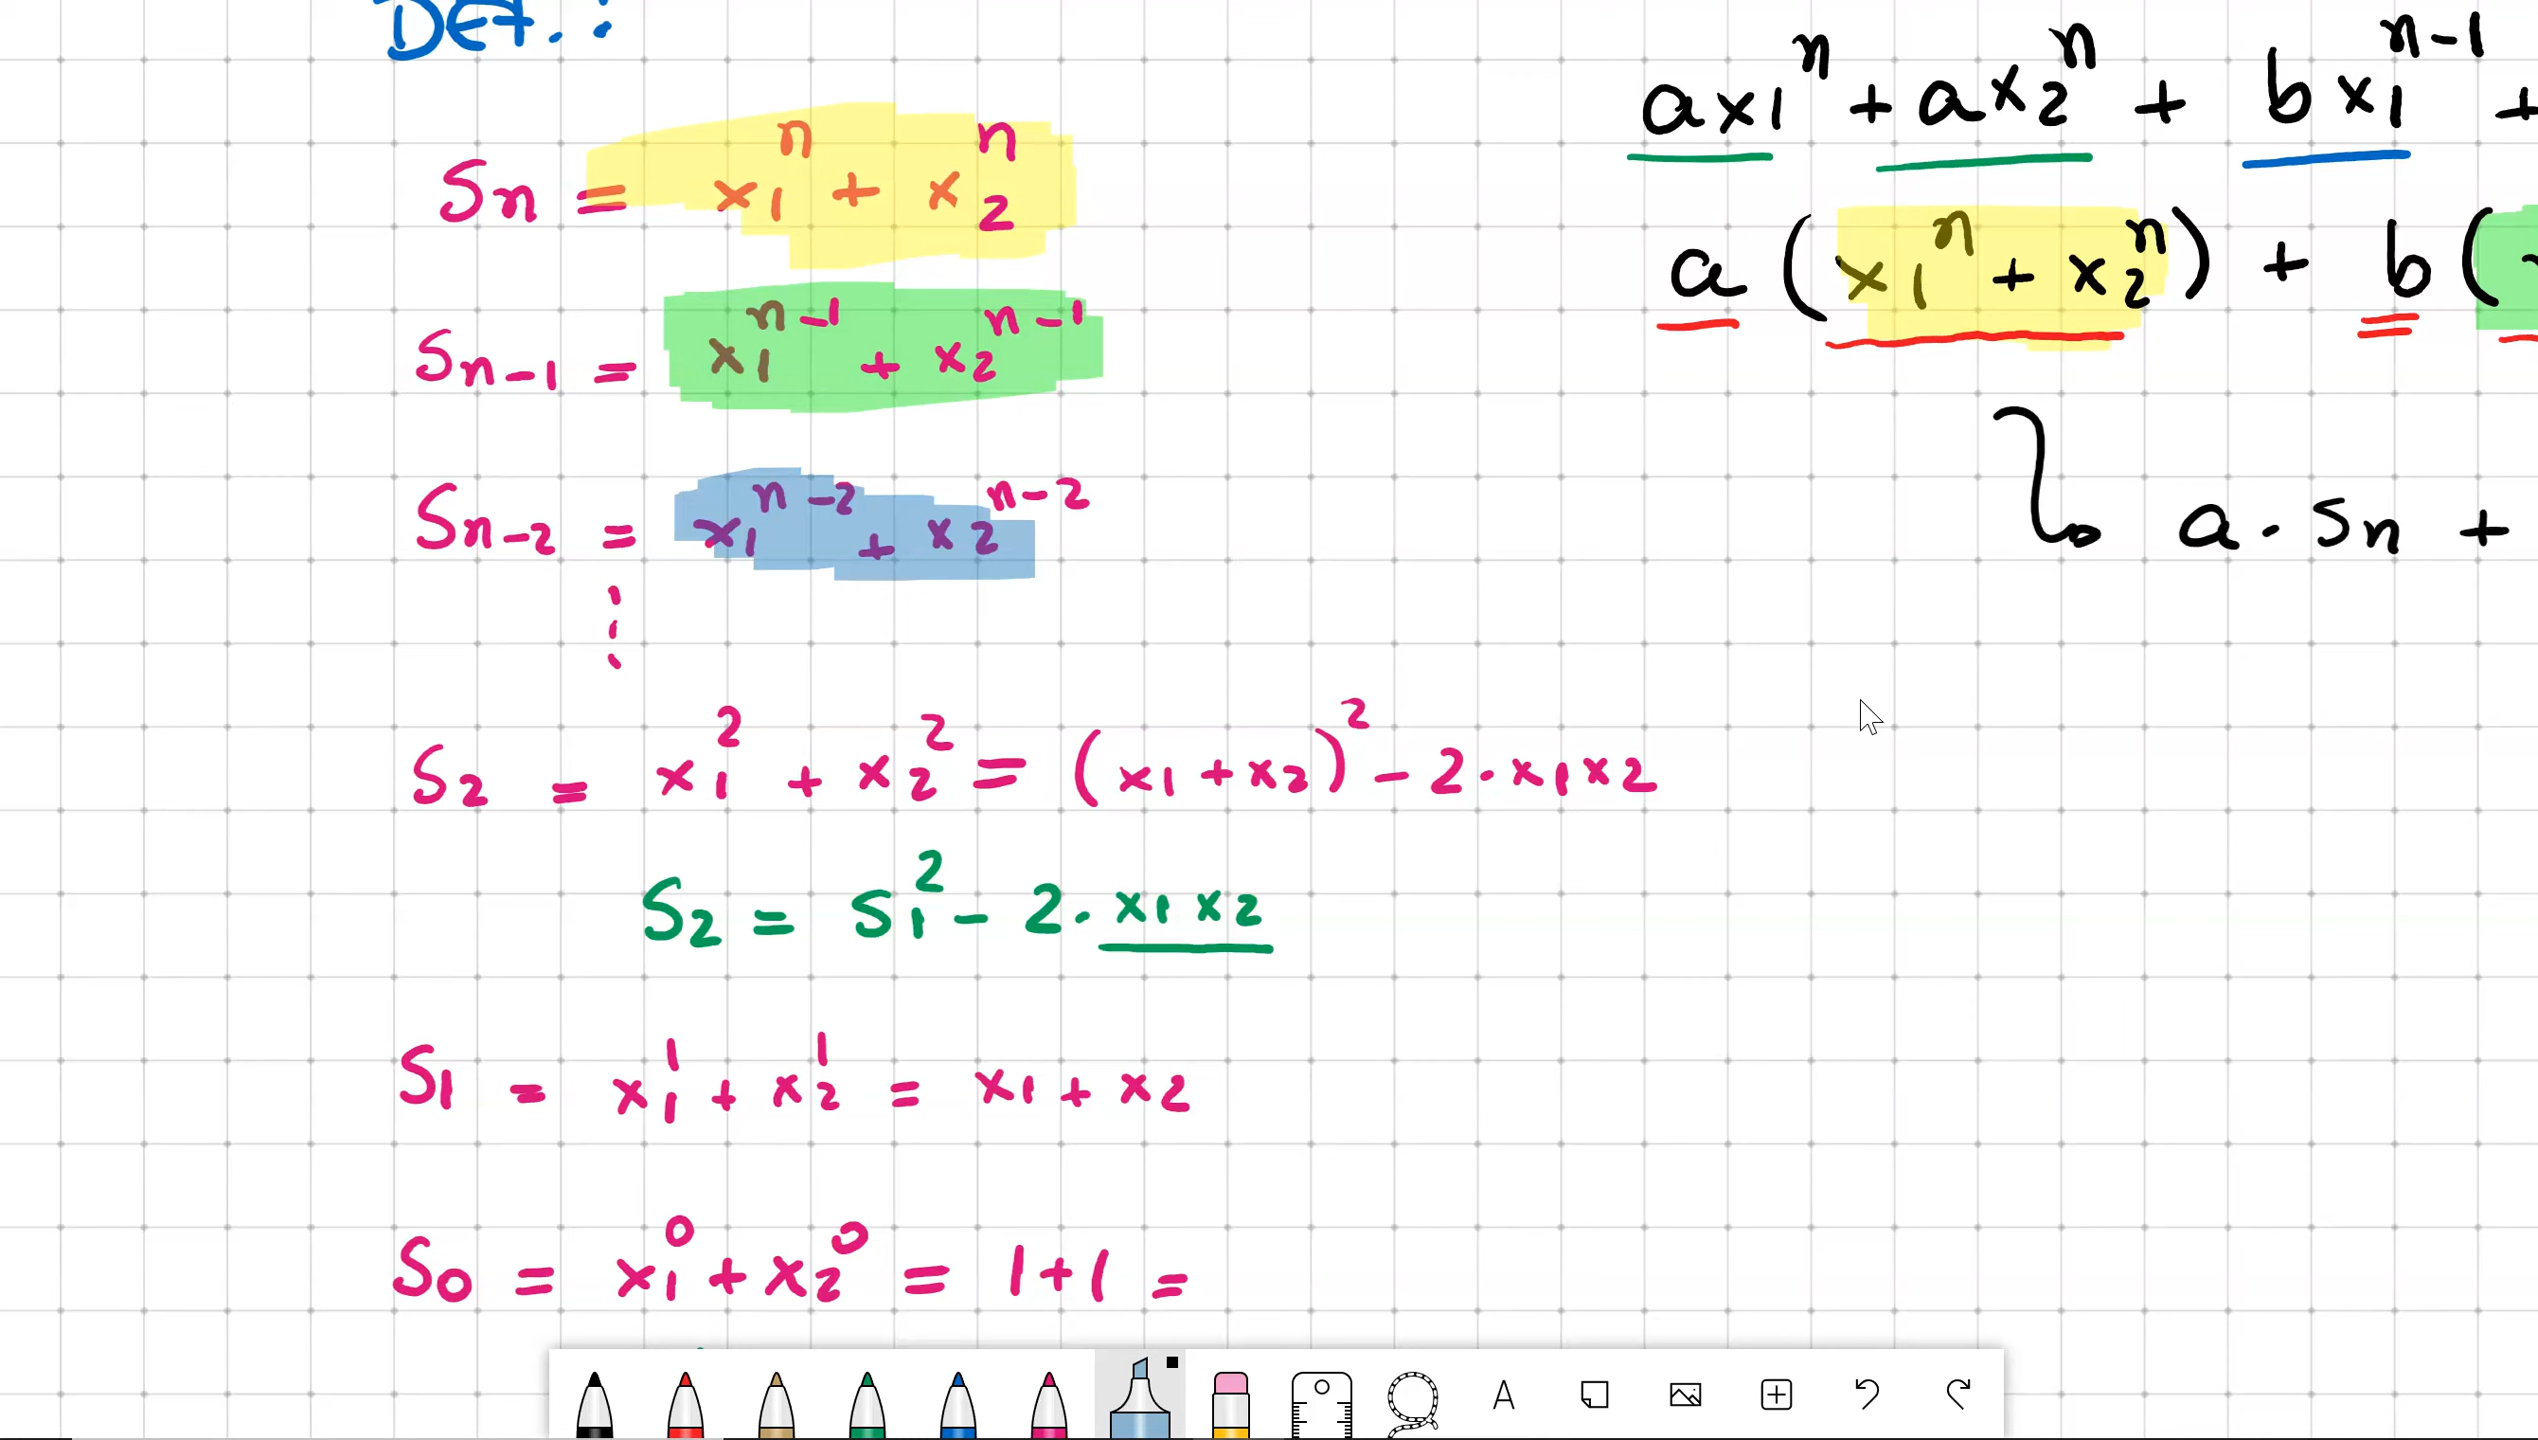 Def.:
Sn = x1^n + x2^n
Sn-1 = x1^n-1 + x2^n-1
Sn-2 = x1^n-2 + x2^n-2
⋮
S2 = x1^2 + x2^2 = (x1 + x2)^2 - 2·x1x2
S2 = S1^2 - 2·x1x2
S1 = x1^1 + x2^1 = x1 + x2
S0 = x1^0 + x2^0 = 1+1 =
ax1^n + ax2^n + bx1^n-1 +
a(x1^n + x2^n) + b(
a·Sn +
A